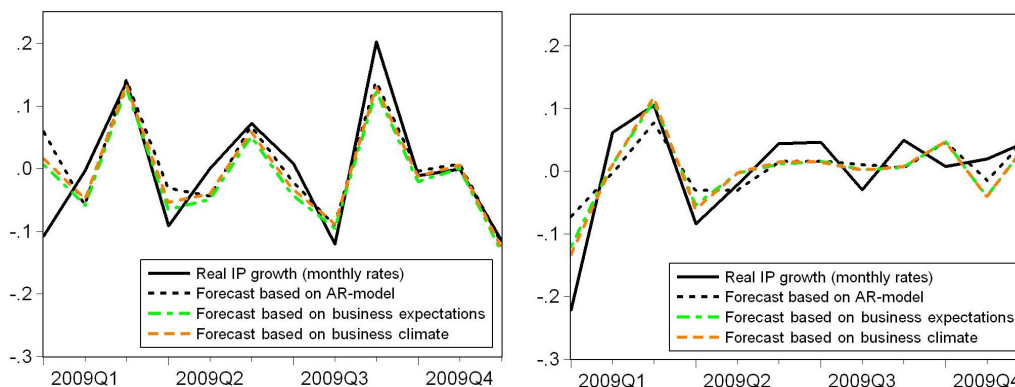 .2
.1
.0
-.1
-.2
-.3
Real IP growth (monthly rates)
Forecast based on AR-model
Forecast based on business expectations
Forecast based on business climate
2009Q1 2009Q2 2009Q3 2009Q4
.2
.1
.0
-.1
-.2
-.3
Real IP growth (monthly rates)
Forecast based on AR-model
Forecast based on business expectations
Forecast based on business climate
2009Q1 2009Q2 2009Q3 2009Q4